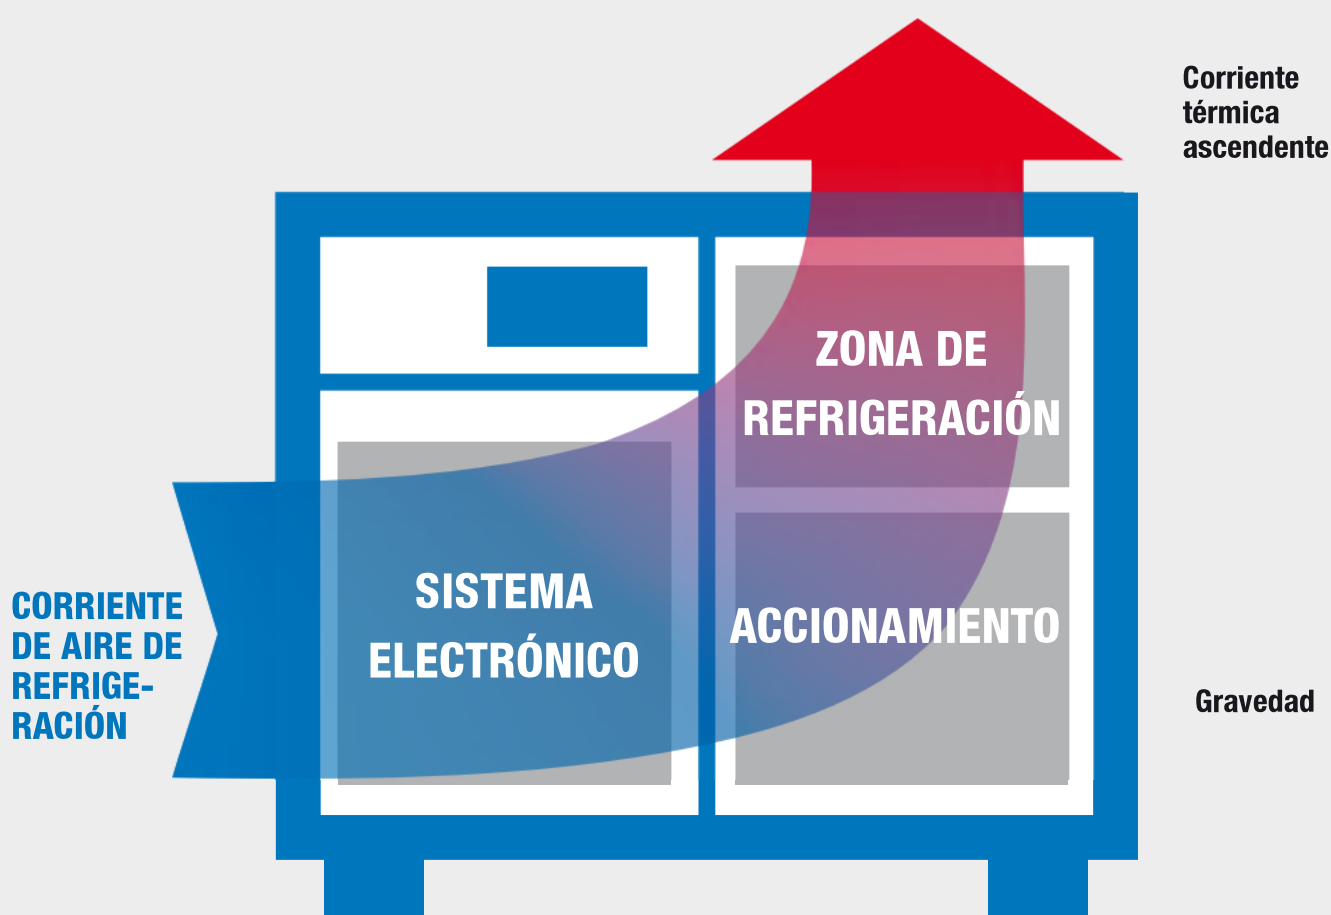 Corriente
térmica
ascendente
ZONA DE
REFRIGERACIÓN
SISTEMA
ELECTRÓNICO
ACCIONAMIENTO
CORRIENTE
DE AIRE DE
REFRIGE-
RACIÓN
Gravedad